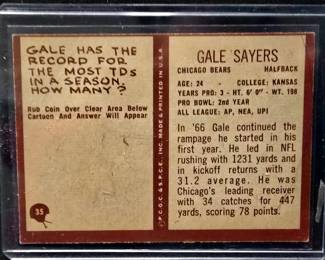 GALE HAS THE
RECORD FOR
THE MOST TDs
IN A SEASON.
HOW MANY?
Rub Coin Over Clear Area Below
Cartoon And Answer Will Appear
35
© P.C.G.C.&S.P.C.E., INC. MADE & PRINTED IN U.S.A.
GALE SAYERS
CHICAGO BEARS HALFBACK
AGE: 24 - COLLEGE: KANSAS
YEARS PRO: 3 - HT. 6' 0" - WT. 198
PRO BOWL: 2nd YEAR
ALL LEAGUE: AP, NEA, UPI
In '66 Gale continued the
rampage he started in his
first year. He led in NFL
rushing with 1231 yards and
in kickoff returns with a
31.2 average. He was
Chicago's leading receiver
with 34 catches for 447
yards, scoring 78 points.